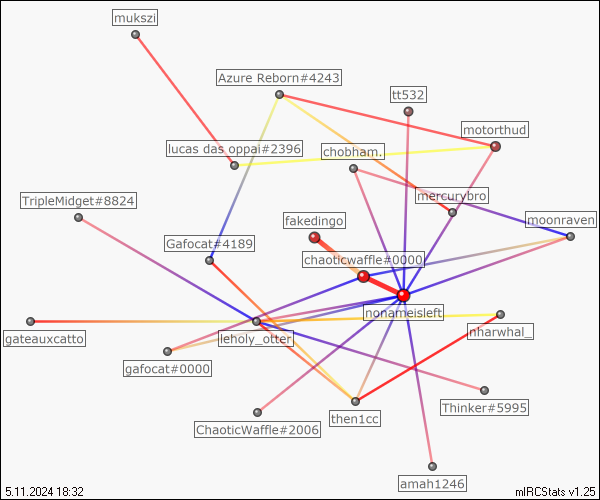 mukszi
Azure Reborn#4243
tt532
motorthud
lucas das oppai#2396
chobham.
TripleMidget#8824
mercurybro
fakedingo
moonraven
Gafocat#4189
chaoticwaffle#0000
nonameisleft
gateauxcatto
leholy_otter
nharwhal_
gafocat#0000
ChaoticWaffle#2006
then1cc
Thinker#5995
amah1246
5.11.2024 18:32
mIRCStats v1.25